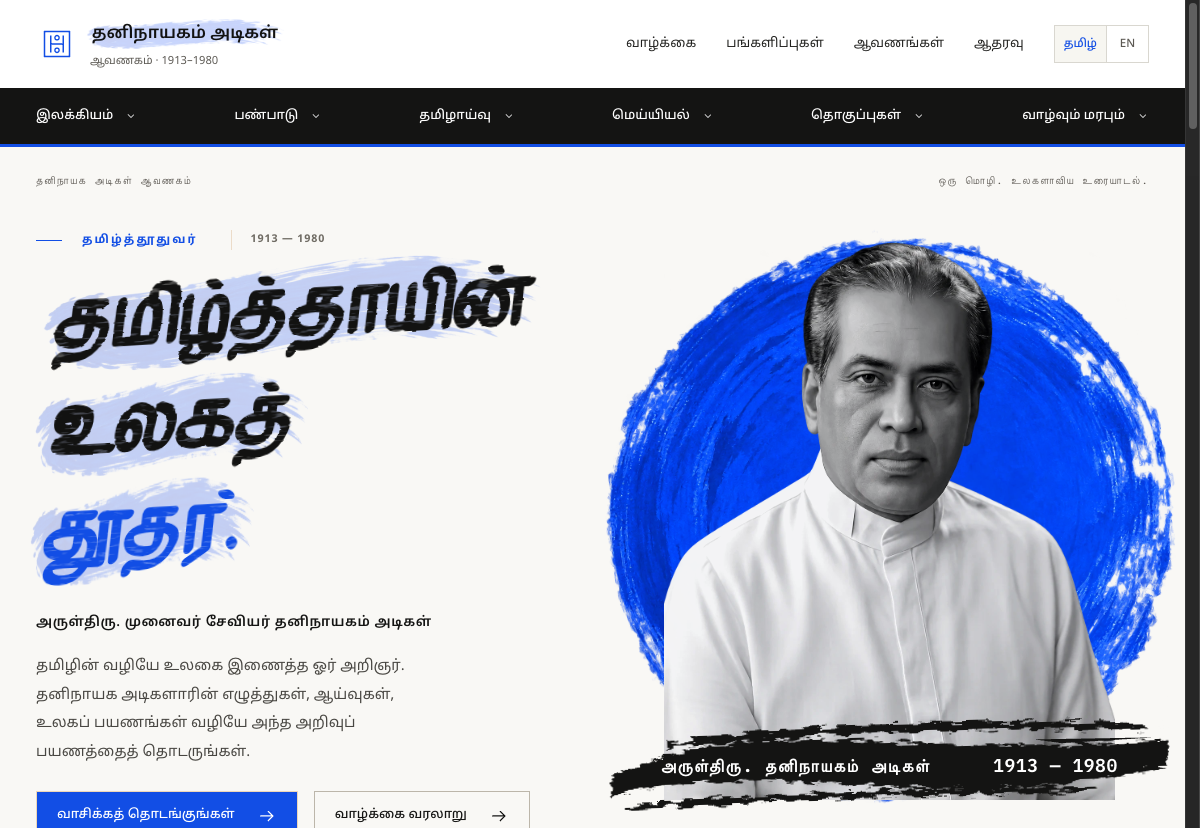 தனிநாயகம் அடிகள்
ஆவணகம் · 1913–1980
வாழ்க்கை பங்களிப்புகள் ஆவணங்கள் ஆதரவு தமிழ் EN
இலக்கியம் பண்பாடு தமிழாய்வு மெய்யியல் தொகுப்புகள் வாழ்வும் மரபும்
தனிநாயக அடிகள் ஆவணகம்
ஒரு மொழி. உலகளாவிய உரையாடல்.
தமிழ்த்தூதுவர் 1913 — 1980
தமிழ்த்தாயின்
உலகத்
தூதர்.
அருள்திரு. முனைவர் சேவியர் தனிநாயகம் அடிகள்
தமிழின் வழியே உலகை இணைத்த ஓர் அறிஞர்.
தனிநாயக அடிகளாரின் எழுத்துகள், ஆய்வுகள்,
உலகப் பயணங்கள் வழியே அந்த அறிவுப்
பயணத்தைத் தொடருங்கள்.
வாசிக்கத் தொடங்குங்கள் → வாழ்க்கை வரலாறு →
அருள்திரு. தனிநாயகம் அடிகள் 1913 — 1980